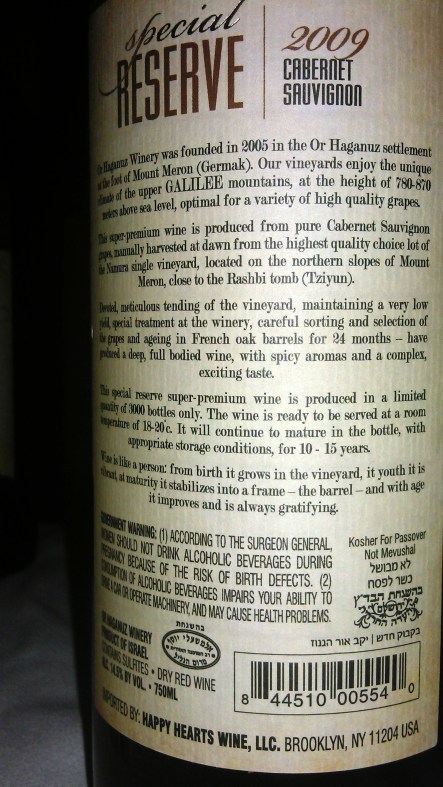 special
RESERVE
2009
CABERNET
SAUVIGNON
Or Haganuz Winery was founded in 2005 in the Or Haganuz settlement
at the foot of Mount Meron (Germak). Our vineyards enjoy the unique
climate of the upper GALILEE mountains, at the height of 780-870
meters above sea level, optimal for a variety of high quality grapes.
This super-premium wine is produced from pure Cabernet Sauvignon
grapes, manually harvested at dawn from the highest quality choice lot of
the Namura single vineyard, located on the northern slopes of Mount
Meron, close to the Rashbi tomb (Tziyun).
Devoted, meticulous tending of the vineyard, maintaining a very low
yield, special treatment at the winery, careful sorting and selection of
the grapes and ageing in French oak barrels for 24 months – have
produced a deep, full bodied wine, with spicy aromas and a complex,
exciting taste.
This special reserve super-premium wine is produced in a limited
quantity of 3000 bottles only. The wine is ready to be served at a room
temperature of 18-20°c. It will continue to mature in the bottle, with
appropriate storage conditions, for 10 - 15 years.
Wine is like a person: from birth it grows in the vineyard, it youth it is
vibrant, at maturity it stabilizes into a frame – the barrel – and with age
it improves and is always gratifying.
GOVERNMENT WARNING: (1) ACCORDING TO THE SURGEON GENERAL,
WOMEN SHOULD NOT DRINK ALCOHOLIC BEVERAGES DURING
PREGNANCY BECAUSE OF THE RISK OF BIRTH DEFECTS. (2)
CONSUMPTION OF ALCOHOLIC BEVERAGES IMPAIRS YOUR ABILITY TO
DRIVE A CAR OR OPERATE MACHINERY, AND MAY CAUSE HEALTH PROBLEMS.
Kosher For Passover
Not Mevushal
לא מבושל
כשר לפסח
בהשגחת הבד"ץ
בקבוק חדש | יקב אור הגנוז
OR HAGANUZ WINERY
PRODUCT OF ISRAEL
CONTAINS SULFITES • DRY RED WINE
ALC 14.5% BY VOL. • 750ML
בהשגחת
8 44510 00554 0
IMPORTED BY: HAPPY HEARTS WINE, LLC. BROOKLYN, NY 11204 USA